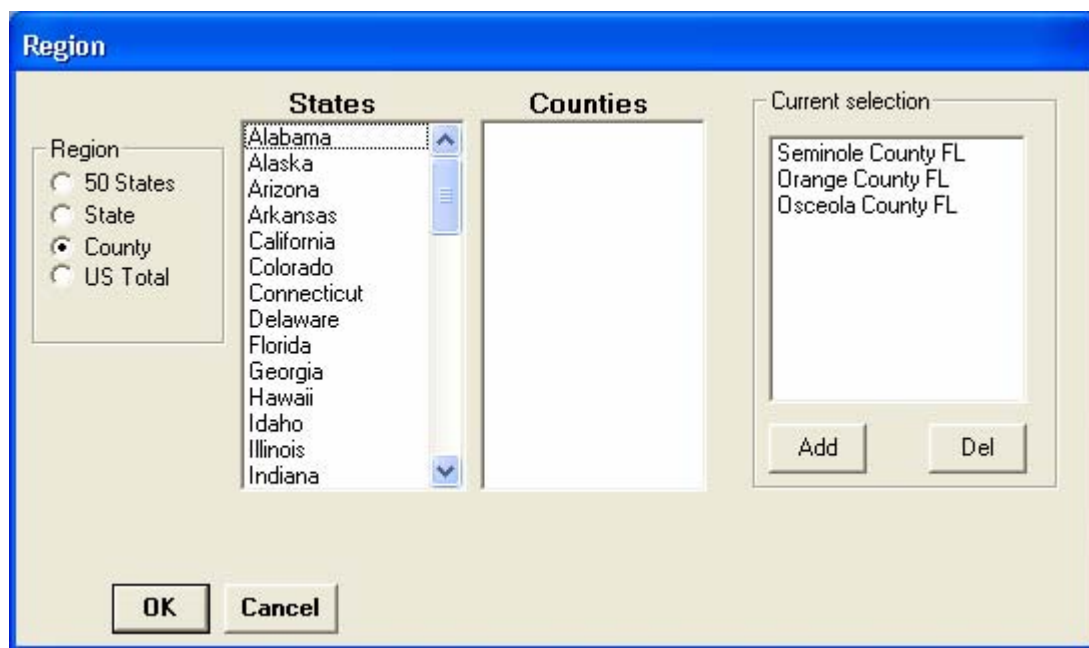 Region
Region
50 States
State
County
US Total
States
Alabama
Alaska
Arizona
Arkansas
California
Colorado
Connecticut
Delaware
Florida
Georgia
Hawaii
Idaho
Illinois
Indiana
Counties
Current selection
Seminole County FL
Orange County FL
Osceola County FL
Add
Del
OK
Cancel